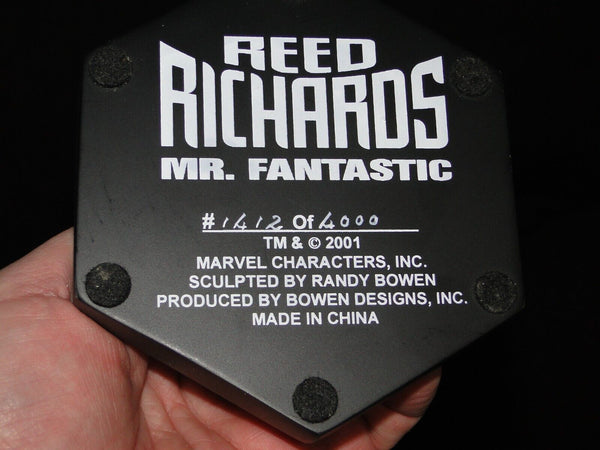 REED
RICHARDS
MR. FANTASTIC
#1412 Of 4000
TM & © 2001
MARVEL CHARACTERS, INC.
SCULPTED BY RANDY BOWEN
PRODUCED BY BOWEN DESIGNS, INC.
MADE IN CHINA